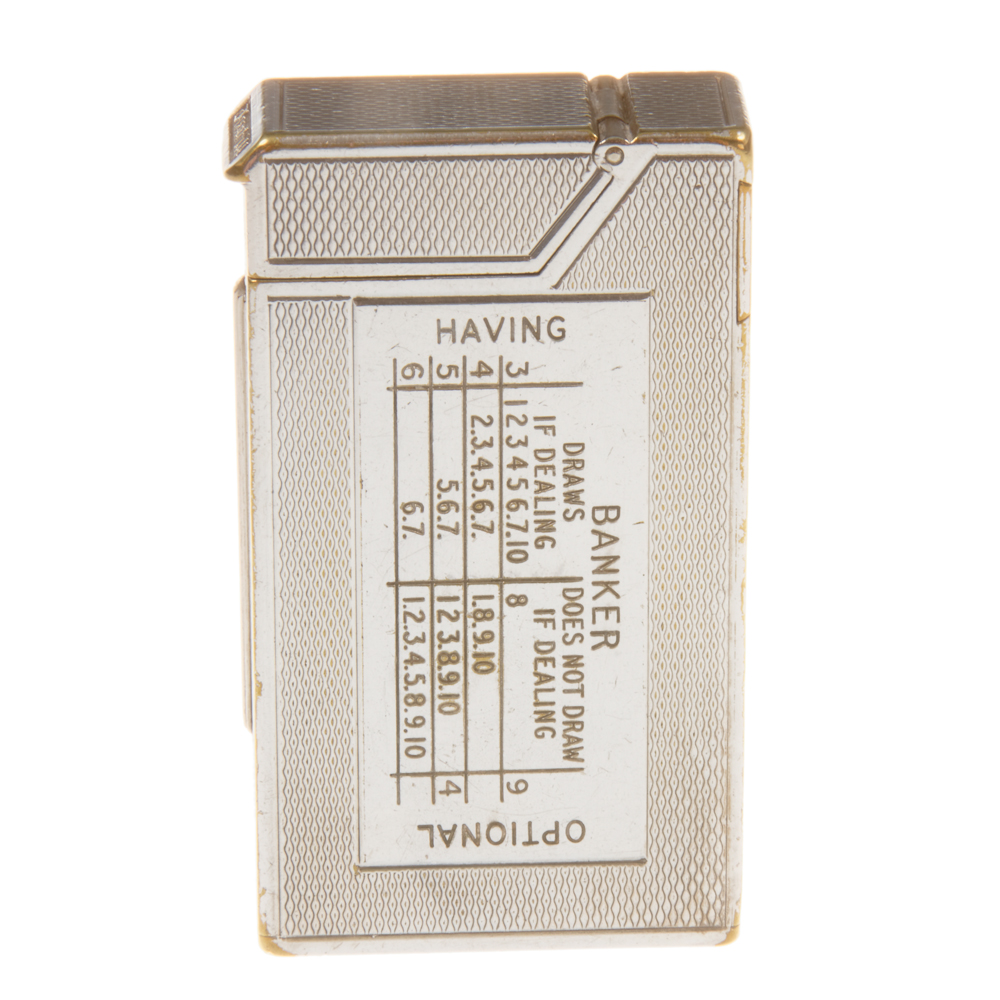 HAVING
BANKER
DRAWS DOES NOT DRAW
IF DEALING IF DEALING
3 1 2 3 4 5 6.7.10 8 9
4 2.3.4.5.6.7. 1.8.9.10
5 5.6.7. 1 2 3.8.9.10 4
6 6.7. 1.2.3.4.5.8.9.10
OPTIONAL